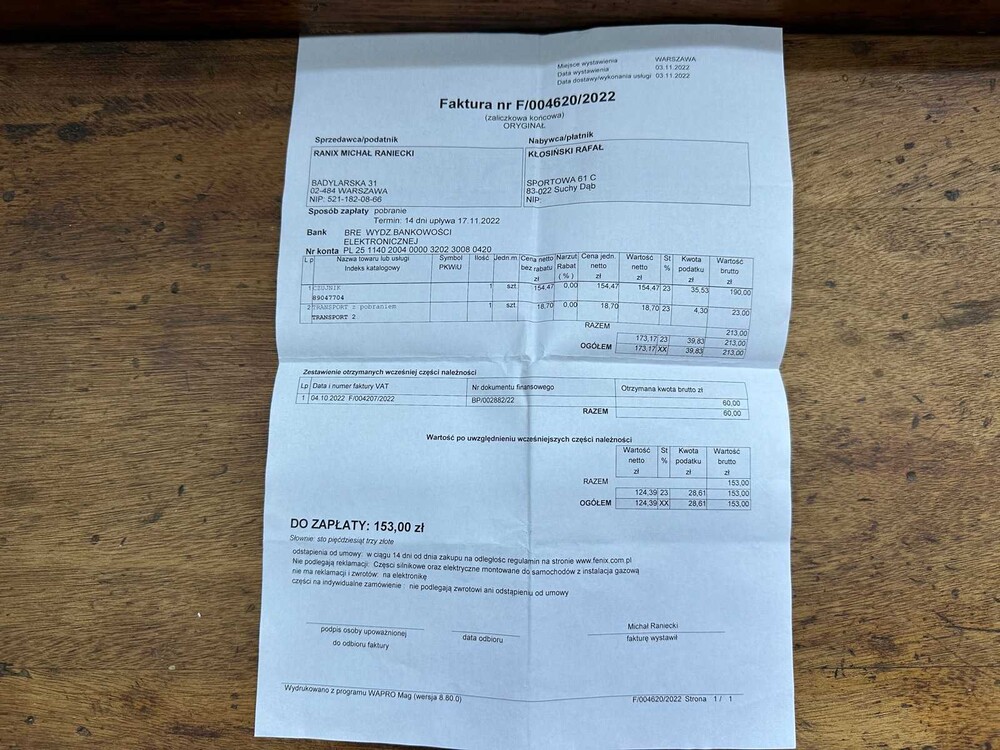 Miejsce wystawienia WARSZAWA
Data wystawienia 03.11.2022
Data dostawy/wykonania usługi 03.11.2022
Faktura nr F/004620/2022
(zaliczkowa końcowa)
ORYGINAŁ
Sprzedawca/podatnik Nabywca/płatnik
RANIX MICHAŁ RANIECKI KŁOSIŃSKI RAFAŁ
BADYLARSKA 31 SPORTOWA 61 C
02-484 WARSZAWA 83-022 Suchy Dąb
NIP: 521-182-08-66 NIP:
Sposób zapłaty pobranie
Termin: 14 dni upływa 17.11.2022
Bank BRE WYDZ.BANKOWOŚCI
ELEKTRONICZNEJ
Nr konta PL 25 1140 2004 0000 3202 3008 0420
Lp Nazwa towaru lub usługi Symbol Ilość Jedn.m Cena netto Narzut Cena jedn. Wartość St Kwota Wartość
Indeks katalogowy PKWiU bez rabatu Rabat netto netto % podatku brutto
zł (%) zł zł zł zł
1 CZUJNIK 1 szt. 154,47 0,00 154,47 154,47 23 35,53 190,00
89047704
2 TRANSPORT z pobraniem 1 szt. 18,70 0,00 18,70 18,70 23 4,30 23,00
TRANSPORT 2
RAZEM 213,00
173,17 23 39,83 213,00
OGÓŁEM 173,17 XX 39,83 213,00
Zestawienie otrzymanych wcześniej części należności
Lp Data i numer faktury VAT Nr dokumentu finansowego Otrzymana kwota brutto zł
1 04.10.2022 F/004207/2022 BP/002882/22 60,00
RAZEM 60,00
Wartość po uwzględnieniu wcześniejszych części należności
Wartość St Kwota Wartość
netto % podatku brutto
zł zł zł
RAZEM 153,00
124,39 23 28,61 153,00
OGÓŁEM 124,39 XX 28,61 153,00
DO ZAPŁATY: 153,00 zł
Słownie: sto pięćdziesiąt trzy złote
odstąpienia od umowy: w ciągu 14 dni od dnia zakupu na odległość regulamin na stronie www.fenix.com.pl
Nie podlegają reklamacji: Części silnikowe oraz elektryczne montowane do samochodów z instalacja gazową
nie ma reklamacji i zwrotów: na elektronikę
części na indywidualne zamówienie : nie podlegają zwrotowi ani odstąpieniu od umowy
Michał Raniecki
podpis osoby upoważnionej data odbioru fakturę wystawił
do odbioru faktury
Wydrukowano z programu WAPRO Mag (wersja 8.80.0) F/004620/2022 Strona 1 / 1